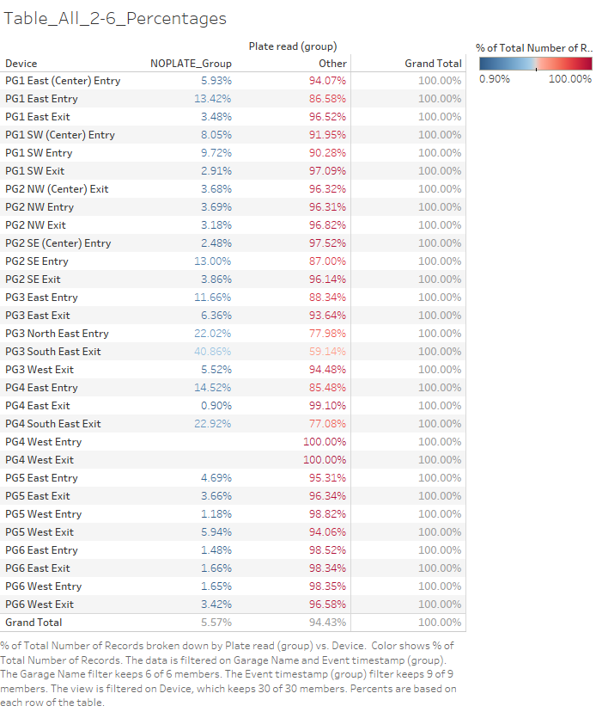 Table_All_2-6_Percentages
Plate read (group)
Device NOPLATE_Group Other Grand Total
PG1 East (Center) Entry 5.93% 94.07% 100.00%
PG1 East Entry 13.42% 86.58% 100.00%
PG1 East Exit 3.48% 96.52% 100.00%
PG1 SW (Center) Entry 8.05% 91.95% 100.00%
PG1 SW Entry 9.72% 90.28% 100.00%
PG1 SW Exit 2.91% 97.09% 100.00%
PG2 NW (Center) Exit 3.68% 96.32% 100.00%
PG2 NW Entry 3.69% 96.31% 100.00%
PG2 NW Exit 3.18% 96.82% 100.00%
PG2 SE (Center) Entry 2.48% 97.52% 100.00%
PG2 SE Entry 13.00% 87.00% 100.00%
PG2 SE Exit 3.86% 96.14% 100.00%
PG3 East Entry 11.66% 88.34% 100.00%
PG3 East Exit 6.36% 93.64% 100.00%
PG3 North East Entry 22.02% 77.98% 100.00%
PG3 South East Exit 40.86% 59.14% 100.00%
PG3 West Exit 5.52% 94.48% 100.00%
PG4 East Entry 14.52% 85.48% 100.00%
PG4 East Exit 0.90% 99.10% 100.00%
PG4 South East Exit 22.92% 77.08% 100.00%
PG4 West Entry 100.00% 100.00%
PG4 West Exit 100.00% 100.00%
PG5 East Entry 4.69% 95.31% 100.00%
PG5 East Exit 3.66% 96.34% 100.00%
PG5 West Entry 1.18% 98.82% 100.00%
PG5 West Exit 5.94% 94.06% 100.00%
PG6 East Entry 1.48% 98.52% 100.00%
PG6 East Exit 1.66% 98.34% 100.00%
PG6 West Entry 1.65% 98.35% 100.00%
PG6 West Exit 3.42% 96.58% 100.00%
Grand Total 5.57% 94.43% 100.00%
% of Total Number of R..
0.90% 100.00%
% of Total Number of Records broken down by Plate read (group) vs. Device. Color shows % of
Total Number of Records. The data is filtered on Garage Name and Event timestamp (group).
The Garage Name filter keeps 6 of 6 members. The Event timestamp (group) filter keeps 9 of 9
members. The view is filtered on Device, which keeps 30 of 30 members. Percents are based on
each row of the table.